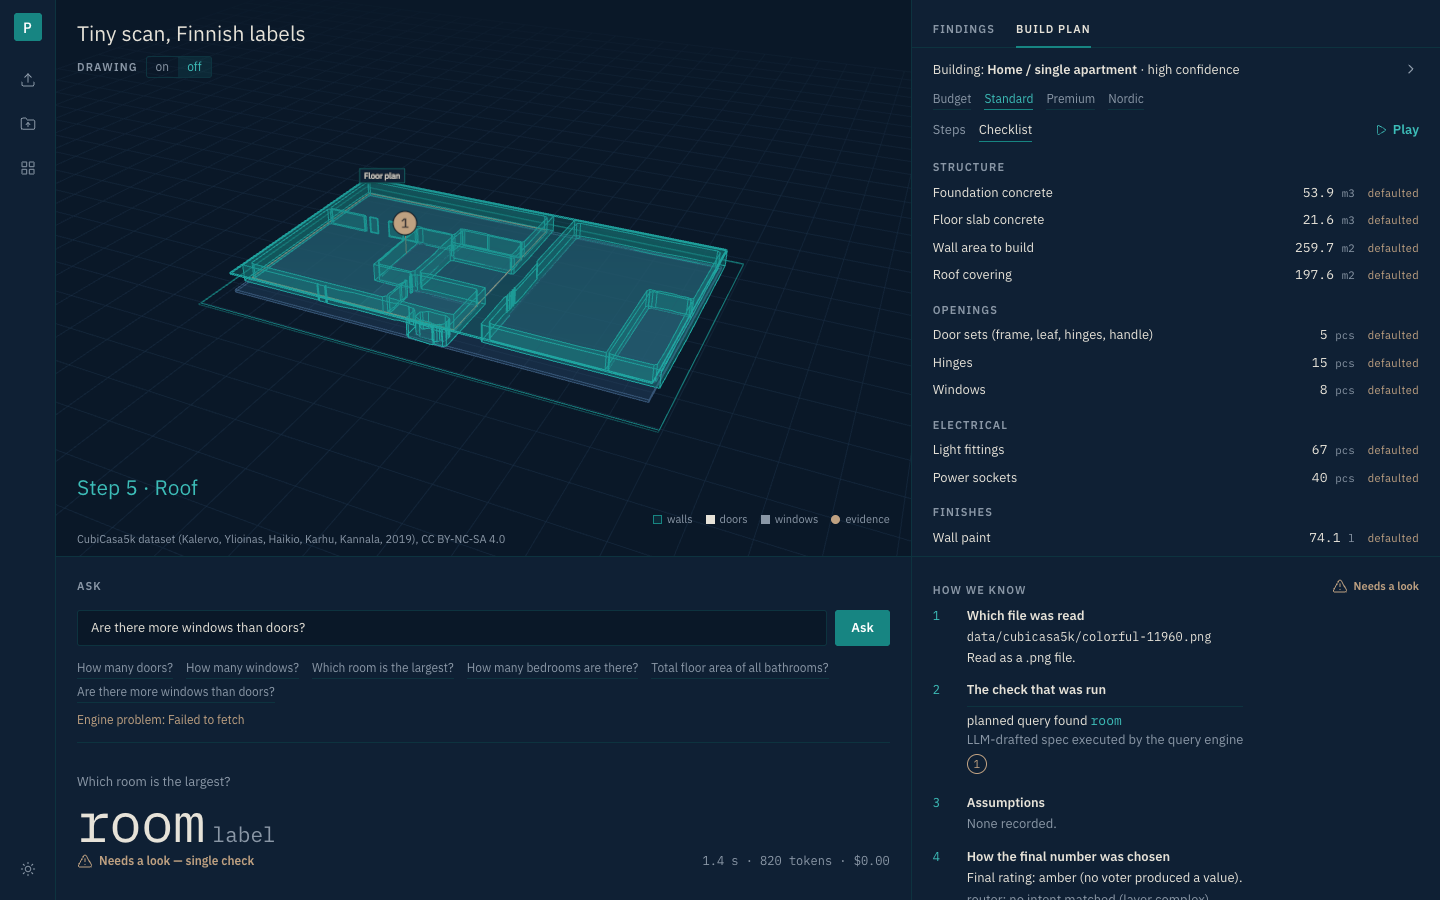 P
Tiny scan, Finnish labels
DRAWING on off
Floor plan
1
Step 5 · Roof
walls doors windows evidence
CubiCasa5k dataset (Kalervo, Ylioinas, Haikio, Karhu, Kannala, 2019), CC BY-NC-SA 4.0
FINDINGS BUILD PLAN
Building: Home / single apartment · high confidence
Budget Standard Premium Nordic
Steps Checklist Play
STRUCTURE
Foundation concrete 53.9 m3 defaulted
Floor slab concrete 21.6 m3 defaulted
Wall area to build 259.7 m2 defaulted
Roof covering 197.6 m2 defaulted
OPENINGS
Door sets (frame, leaf, hinges, handle) 5 pcs defaulted
Hinges 15 pcs defaulted
Windows 8 pcs defaulted
ELECTRICAL
Light fittings 67 pcs defaulted
Power sockets 40 pcs defaulted
FINISHES
Wall paint 74.1 l defaulted
ASK
Are there more windows than doors? Ask
How many doors? How many windows? Which room is the largest? How many bedrooms are there? Total floor area of all bathrooms?
Are there more windows than doors?
Engine problem: Failed to fetch
Which room is the largest?
room label
Needs a look — single check 1.4 s · 820 tokens · $0.00
HOW WE KNOW Needs a look
1 Which file was read
data/cubicasa5k/colorful-11960.png
Read as a .png file.
2 The check that was run
planned query found room
LLM-drafted spec executed by the query engine
1
3 Assumptions
None recorded.
4 How the final number was chosen
Final rating: amber (no voter produced a value).
router: no intent matched (layer complex)